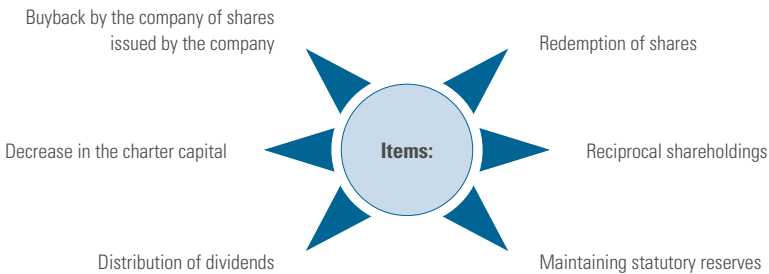 Buyback by the company of shares
issued by the company
Redemption of shares
Decrease in the charter capital
Items:
Reciprocal shareholdings
Distribution of dividends
Maintaining statutory reserves